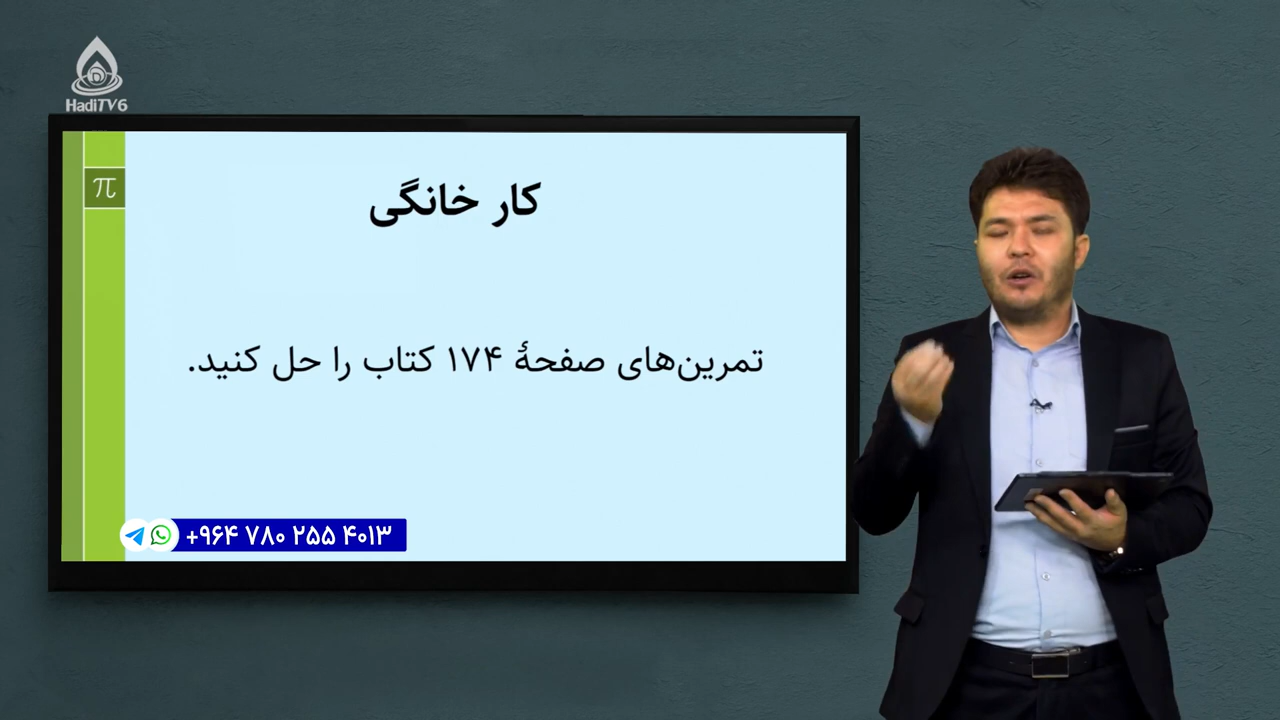 HadiTV6
π
کار خانگی
تمرین‌های صفحهٔ ۱۷۴ کتاب را حل کنید.
+۹۶۴ ۷۸۰ ۲۵۵ ۴۰۱۳